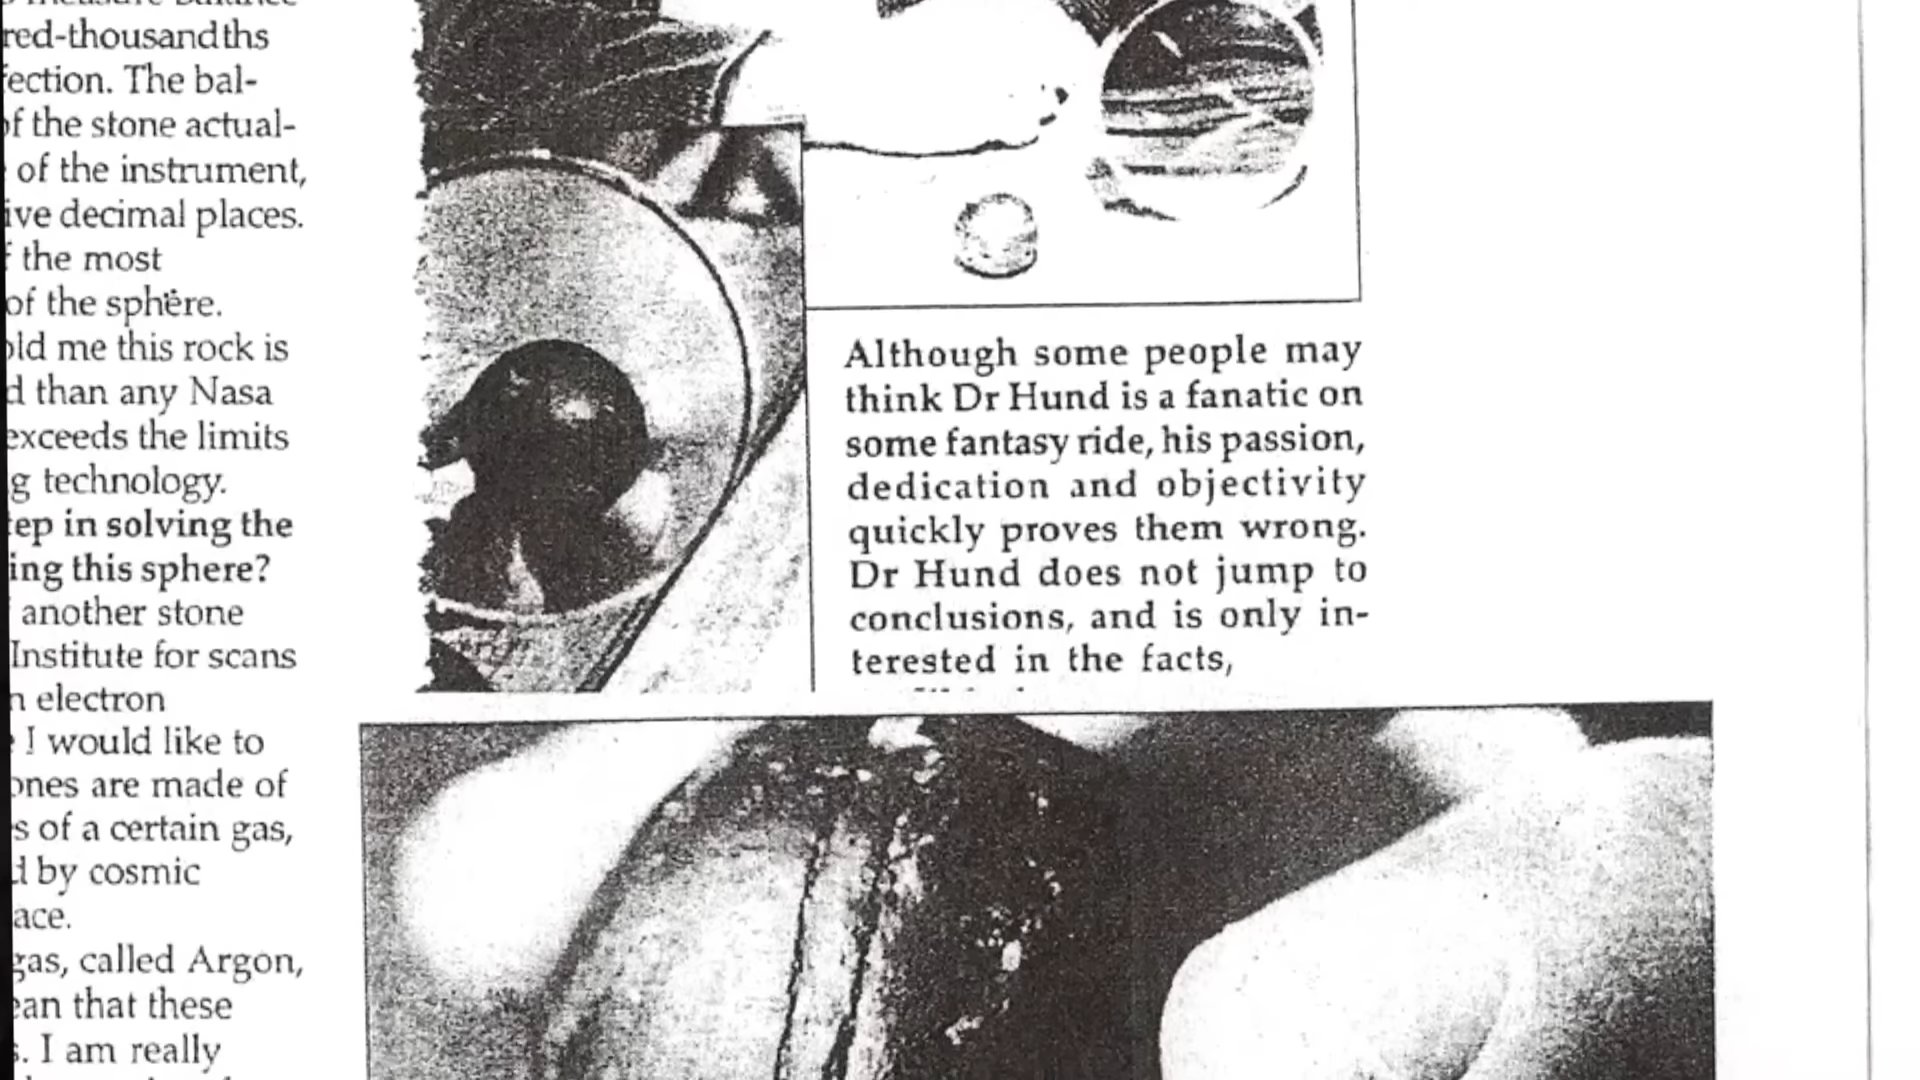 red-thousandths
ection. The bal-
of the stone actual-
of the instrument,
ive decimal places.
the most
of the sphere.
old me this rock is
d than any Nasa
exceeds the limits
g technology.
ep in solving the
ing this sphere?
another stone
Institute for scans
n electron
I would like to
ones are made of
s of a certain gas,
d by cosmic
ace.
gas, called Argon,
ean that these
s. I am really
Although some people may
think Dr Hund is a fanatic on
some fantasy ride, his passion,
dedication and objectivity
quickly proves them wrong.
Dr Hund does not jump to
conclusions, and is only in-
terested in the facts,